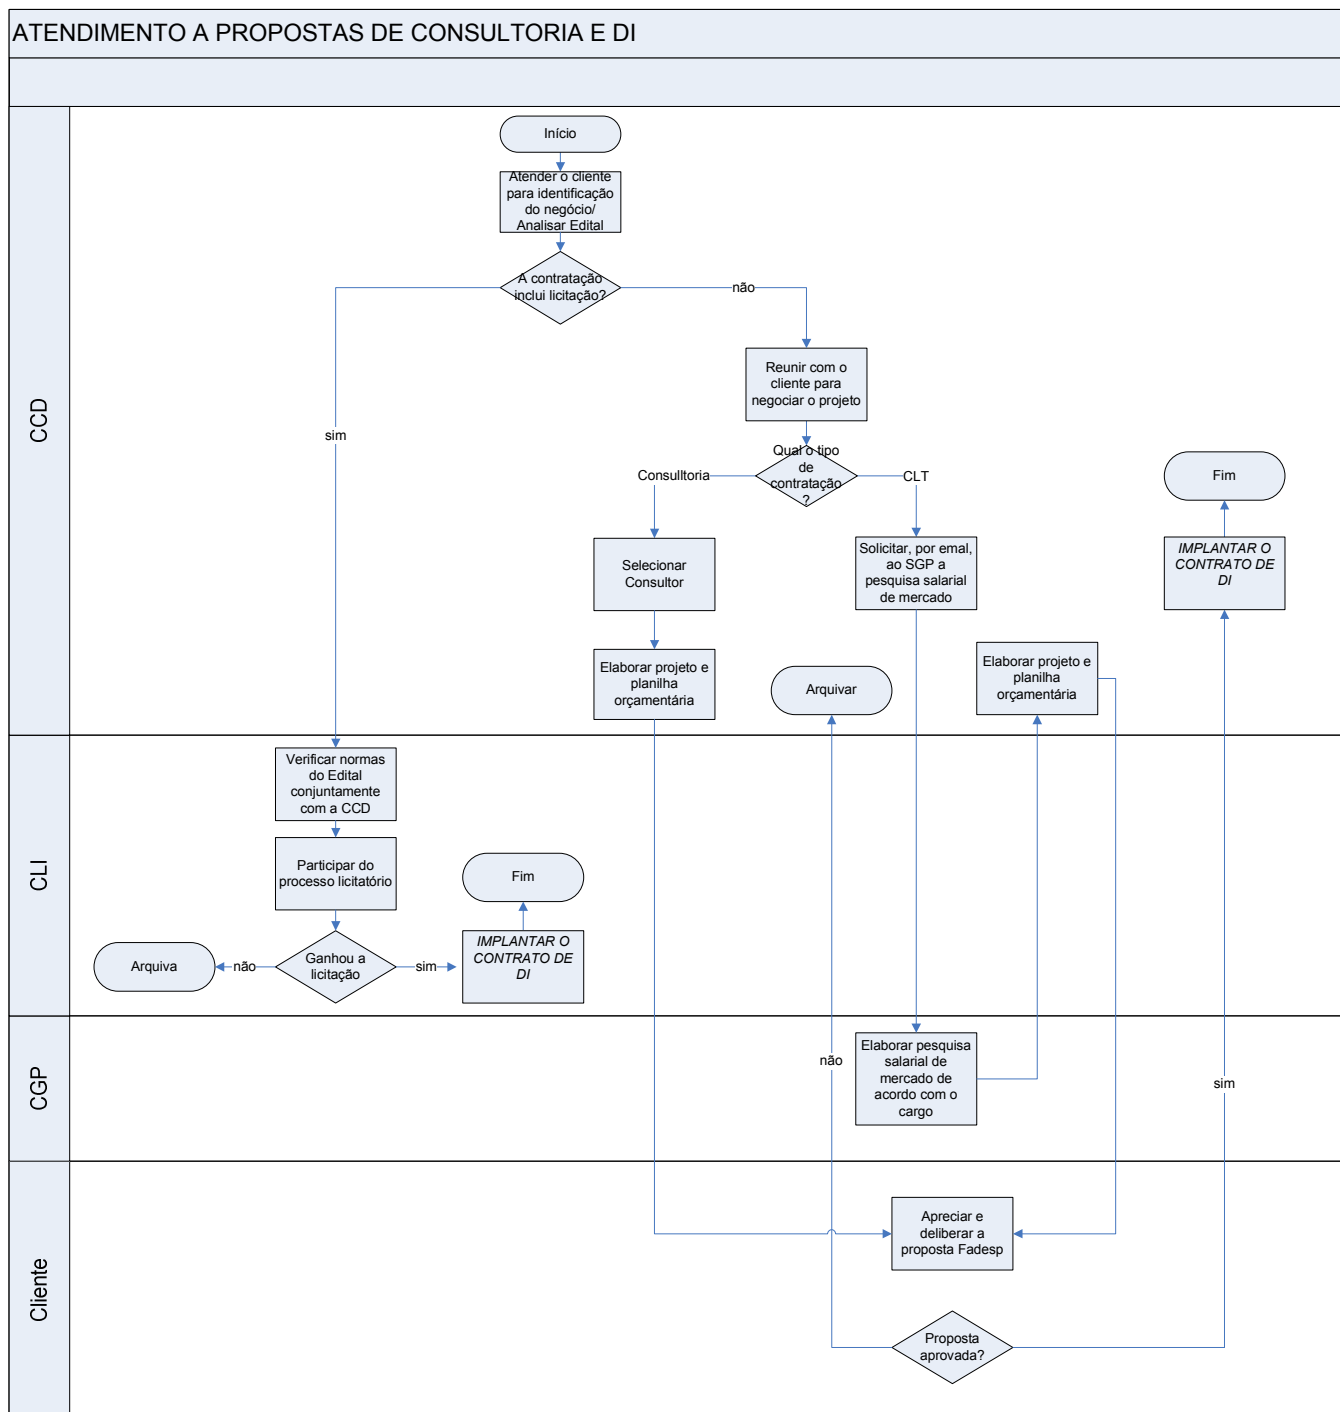 ATENDIMENTO A PROPOSTAS DE CONSULTORIA E DI
CCD
Início
Atender o cliente
para identificação
do negócio/
Analisar Edital
A contratação
inclui licitação?
não
sim
Reunir com o
cliente para
negociar o projeto
Qual o tipo
de
contratação
?
Consulltoria
CLT
Selecionar
Consultor
Solicitar, por emal,
ao SGP a
pesquisa salarial
de mercado
Fim
IMPLANTAR O
CONTRATO DE
DI
Elaborar projeto e
planilha
orçamentária
Arquivar
Elaborar projeto e
planilha
orçamentária
CLI
Verificar normas
do Edital
conjuntamente
com a CCD
Participar do
processo licitatório
Ganhou a
licitação
não
Arquiva
sim
IMPLANTAR O
CONTRATO DE
DI
Fim
CGP
não
Elaborar pesquisa
salarial de
mercado de
acordo com o
cargo
sim
Cliente
Apreciar e
deliberar a
proposta Fadesp
Proposta
aprovada?